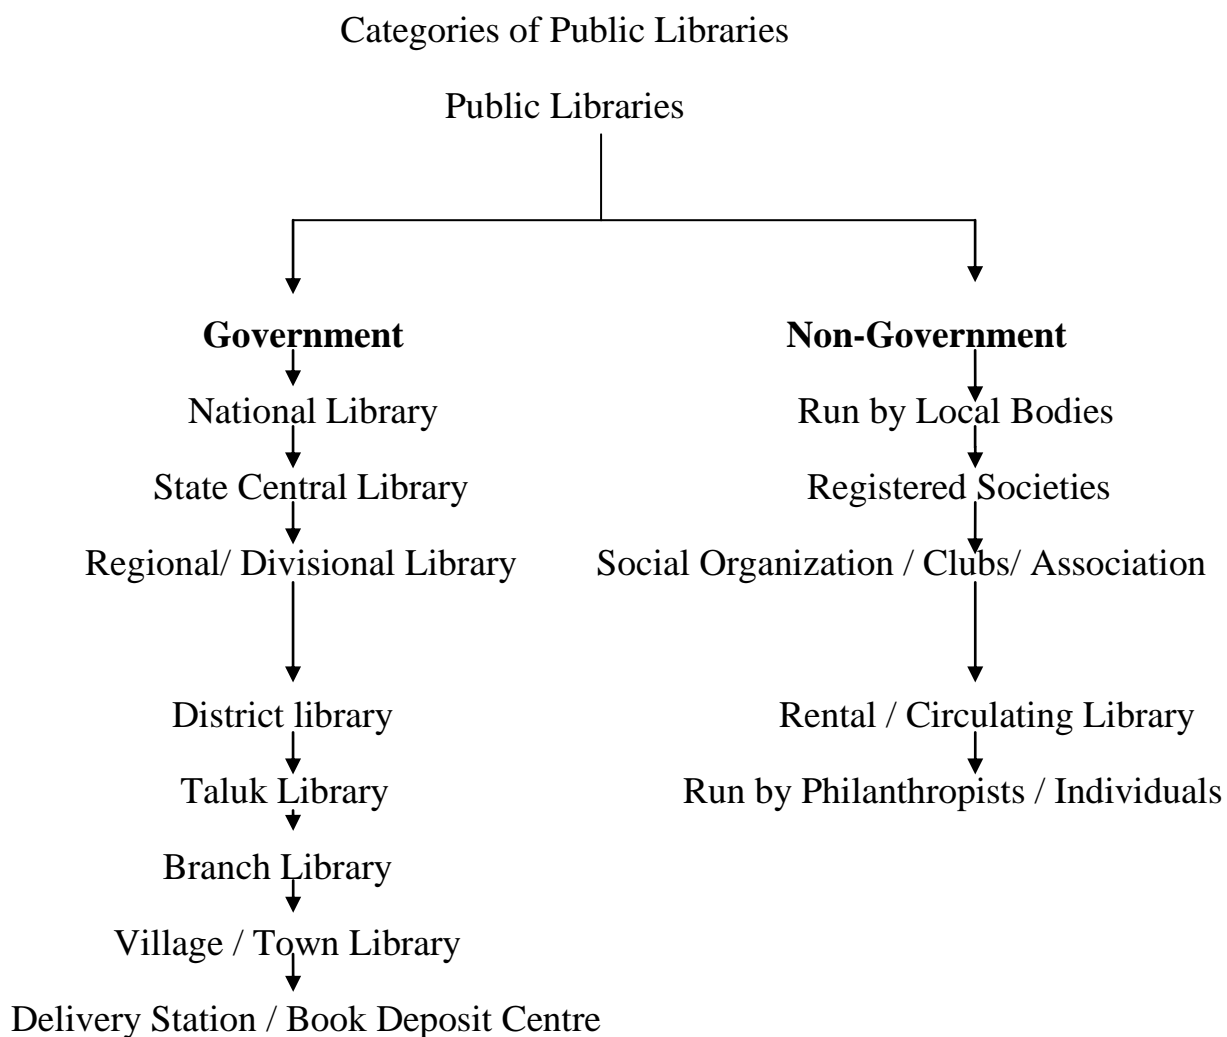 Categories of Public Libraries
Public Libraries
Government
National Library
State Central Library
Regional/ Divisional Library
District library
Taluk Library
Branch Library
Village / Town Library
Delivery Station / Book Deposit Centre
Non-Government
Run by Local Bodies
Registered Societies
Social Organization / Clubs/ Association
Rental / Circulating Library
Run by Philanthropists / Individuals